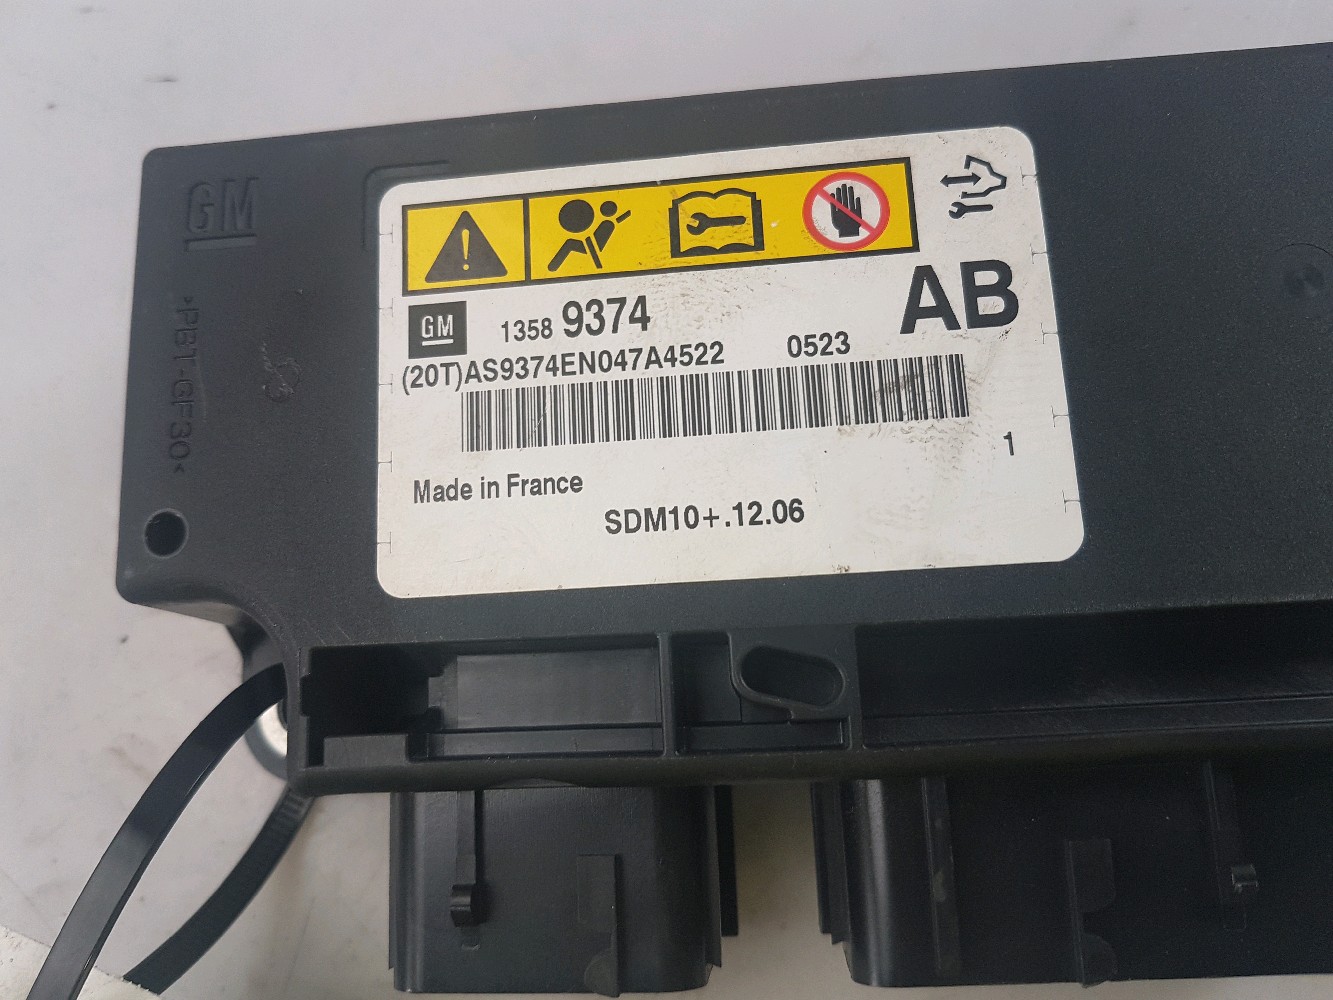 GM
>PBT-GF30<
GM 1358 9374 AB
(20T)AS9374EN047A4522 0523
1
Made in France
SDM10+.12.06